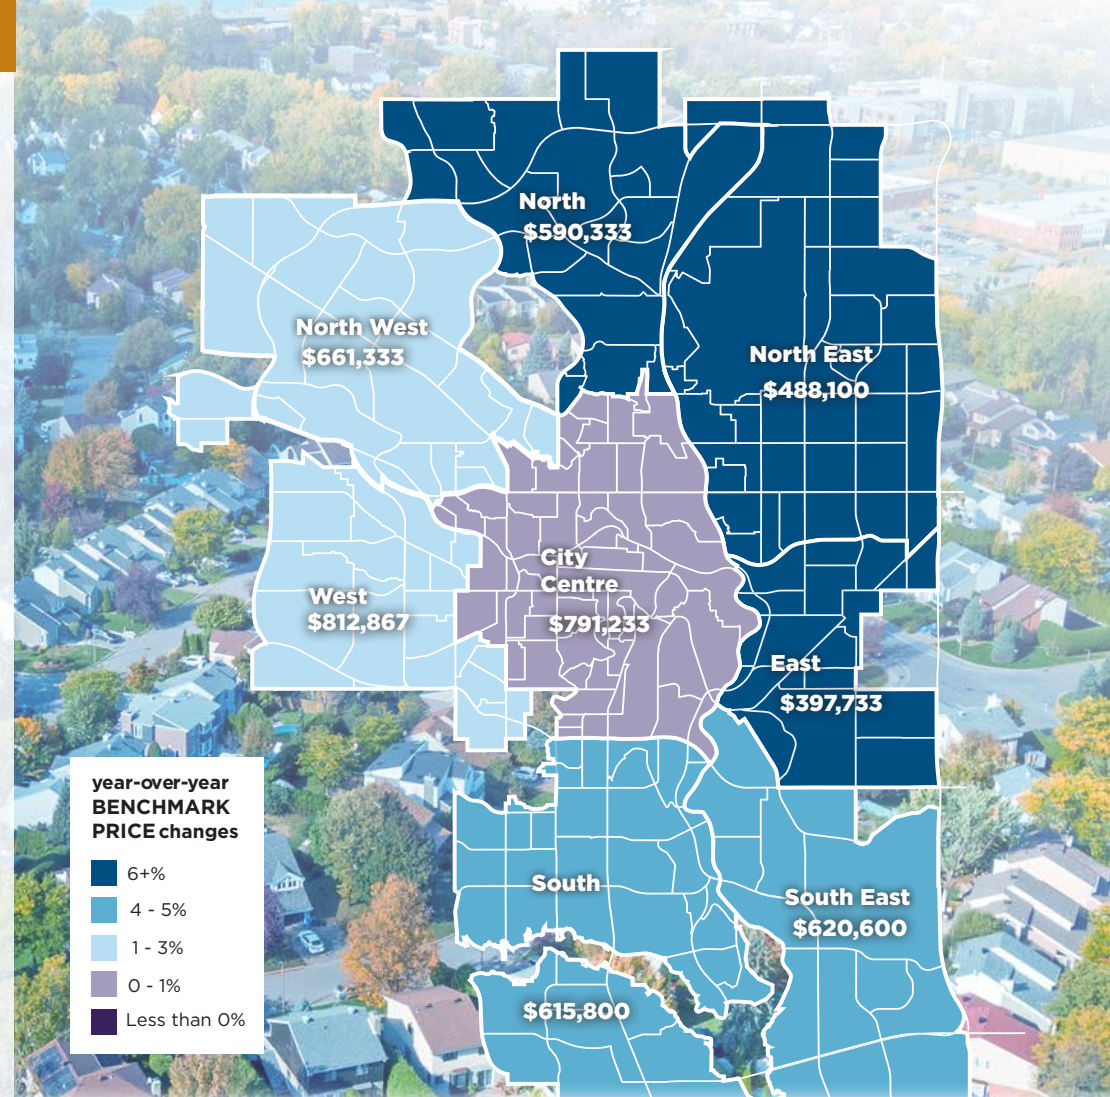 North
$590,333
North West
$661,333
North East
$488,100
City
Centre
$791,233
West
$812,867
East
$397,733
South
$615,800
South East
$620,600
year-over-year
BENCHMARK
PRICE changes
6+%
4 - 5%
1 - 3%
0 - 1%
Less than 0%